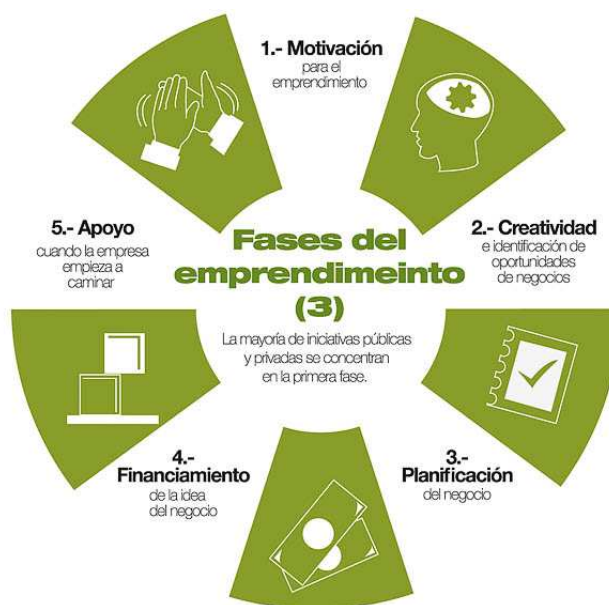 1.- Motivación
para el
emprendimiento
2.- Creatividad
e identificación de
oportunidades
de negocios
3.-
Planificación
del negocio
4.-
Financiamiento
de la idea
del negocio
5.- Apoyo
cuando la empresa
empieza a
caminar
Fases del
emprendimeinto
(3)
La mayoría de iniciativas públicas
y privadas se concentran
en la primera fase.